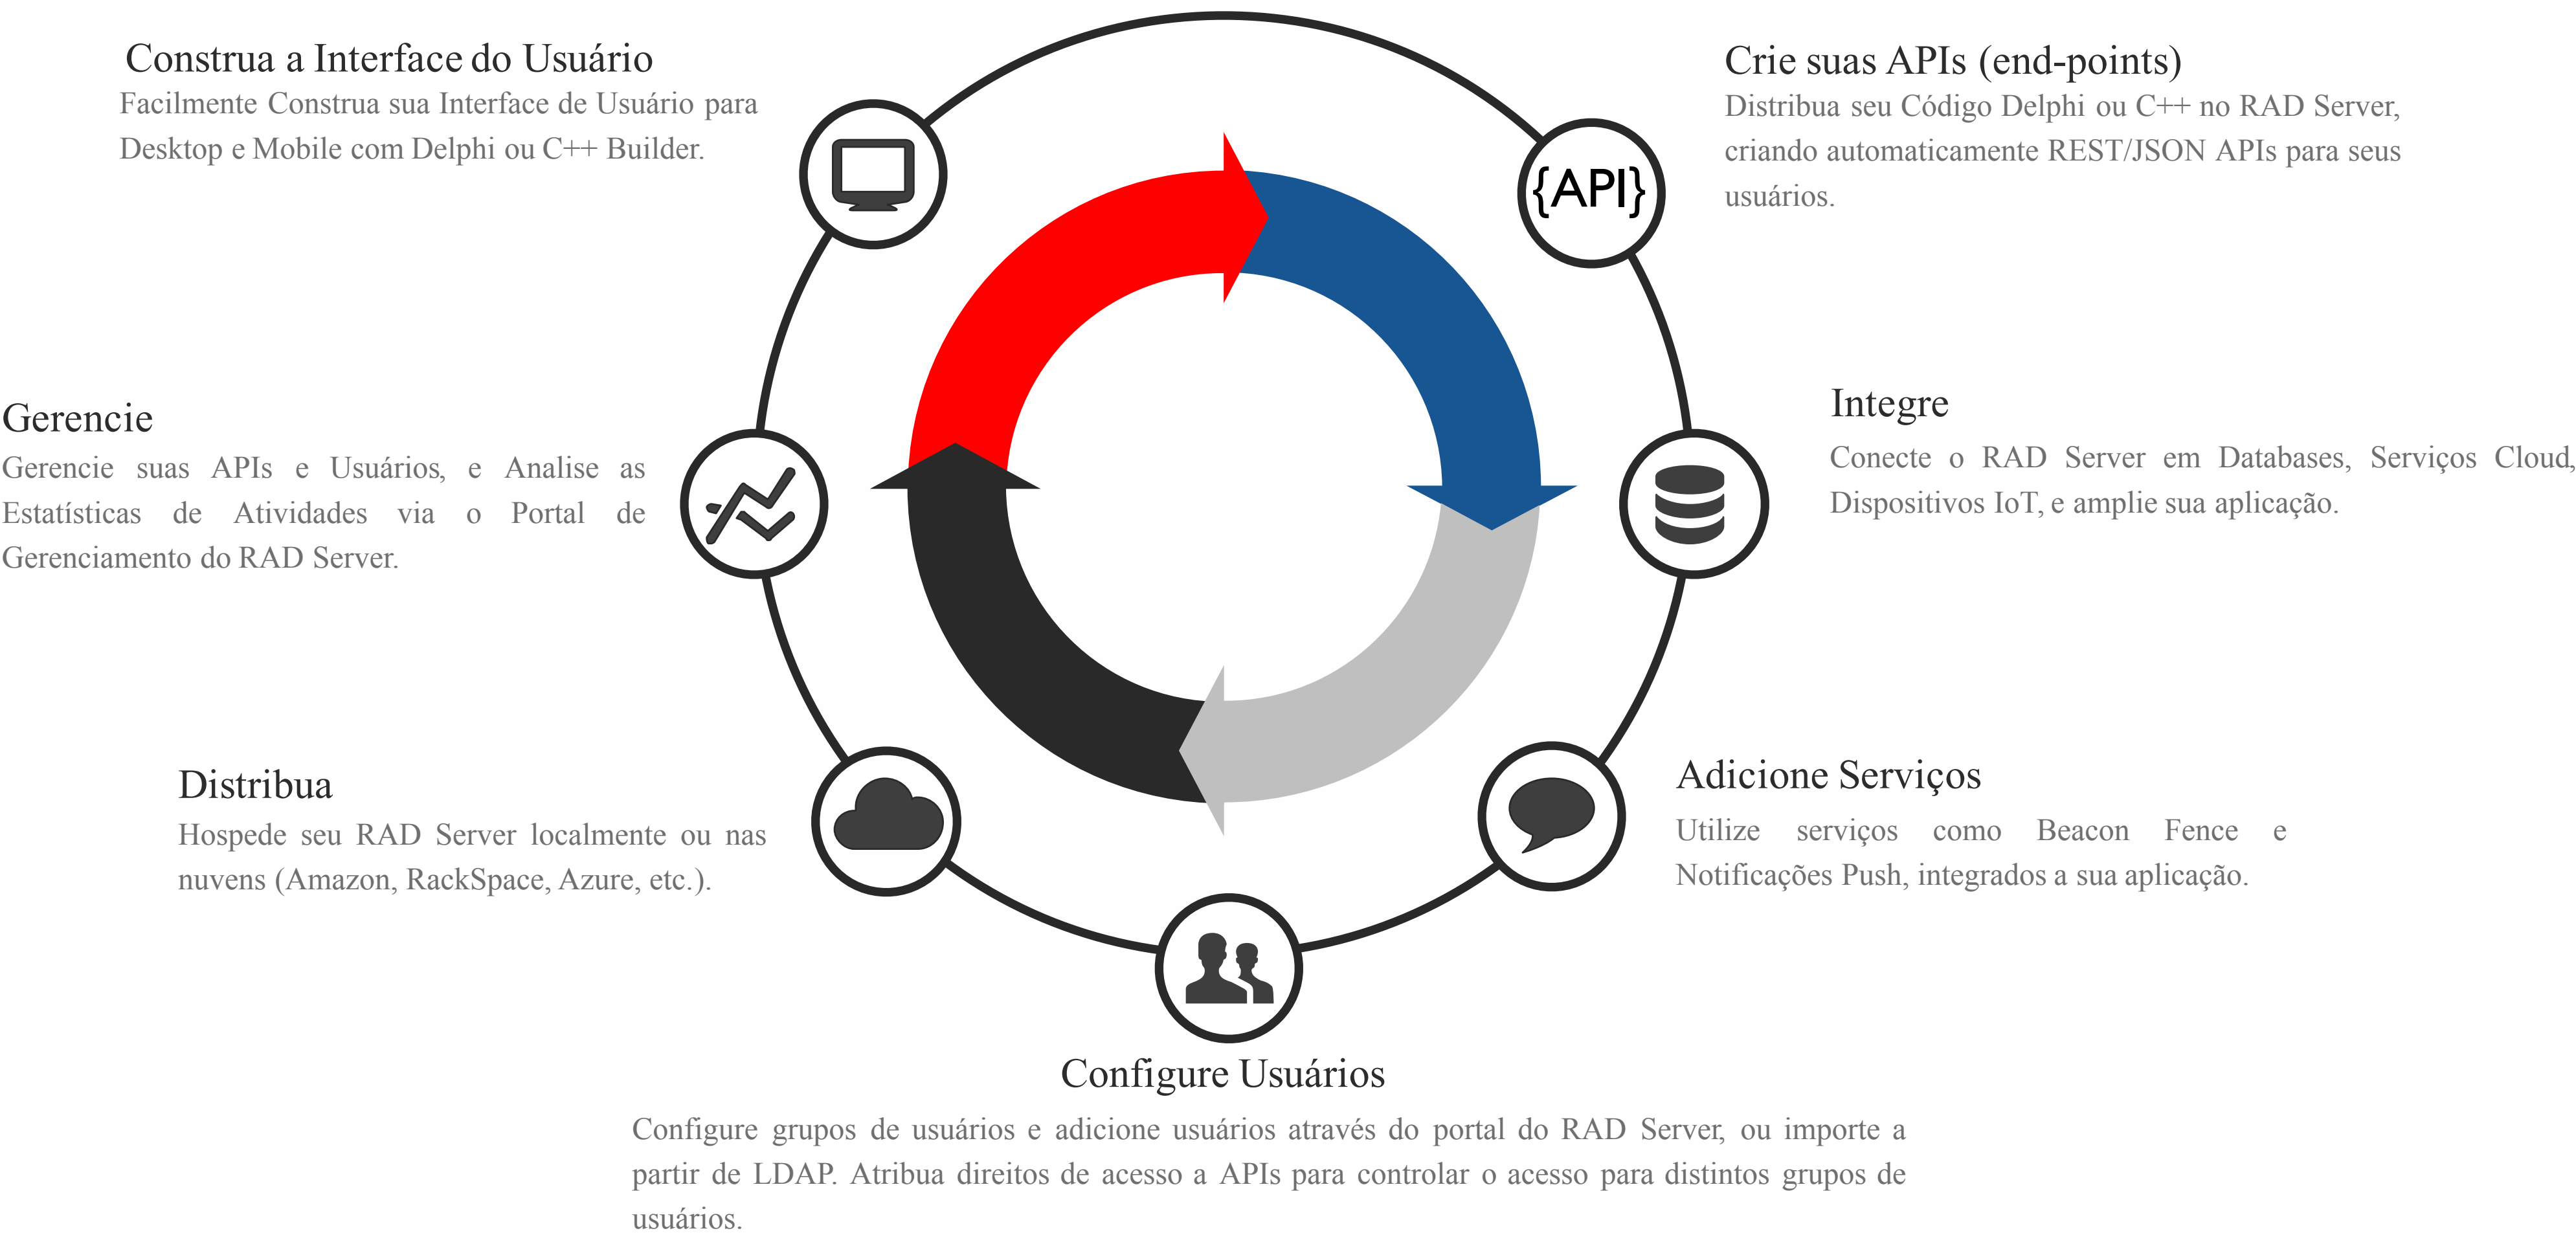 Construa a Interface do Usuário
Facilmente Construa sua Interface de Usuário para
Desktop e Mobile com Delphi ou C++ Builder.
Crie suas APIs (end-points)
Distribua seu Código Delphi ou C++ no RAD Server,
criando automaticamente REST/JSON APIs para seus
usuários.
{API}
Gerencie
Gerencie suas APIs e Usuários, e Analise as
Estatísticas de Atividades via o Portal de
Gerenciamento do RAD Server.
Integre
Conecte o RAD Server em Databases, Serviços Cloud,
Dispositivos IoT, e amplie sua aplicação.
Distribua
Hospede seu RAD Server localmente ou nas
nuvens (Amazon, RackSpace, Azure, etc.).
Adicione Serviços
Utilize serviços como Beacon Fence e
Notificações Push, integrados a sua aplicação.
Configure Usuários
Configure grupos de usuários e adicione usuários através do portal do RAD Server, ou importe a
partir de LDAP. Atribua direitos de acesso a APIs para controlar o acesso para distintos grupos de
usuários.